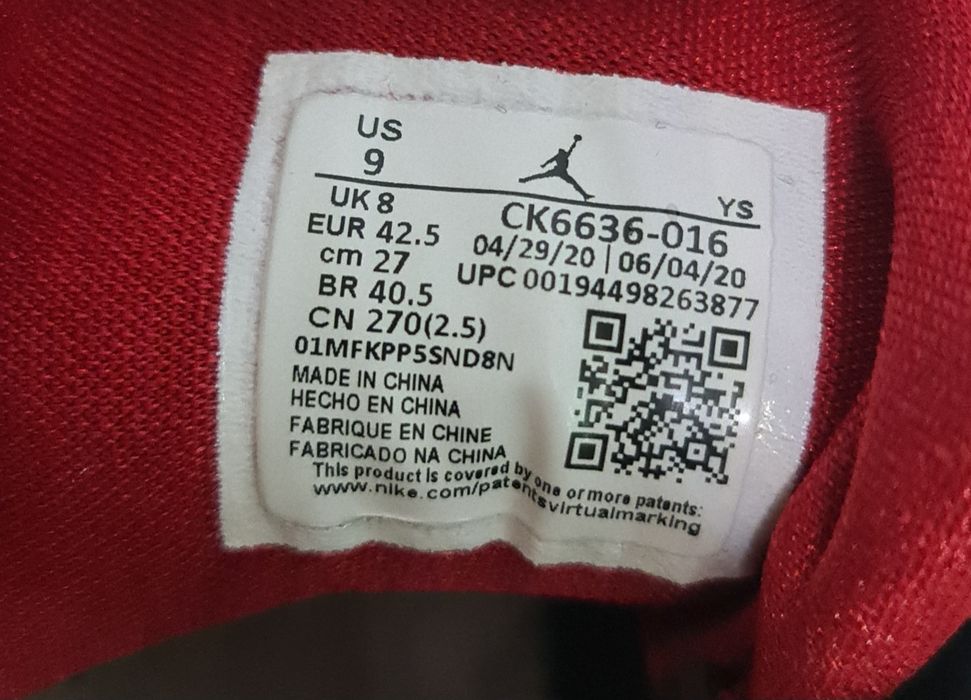 US
9
YS
UK 8
EUR 42.5
cm 27
BR 40.5
CN 270(2.5)
01MFKPP5SND8N
CK6636-016
04/29/20 | 06/04/20
UPC 00194498263877
MADE IN CHINA
HECHO EN CHINA
FABRIQUE EN CHINE
FABRICADO NA CHINA
This product is covered by one or more patents:
www.nike.com/patentsvirtualmarking